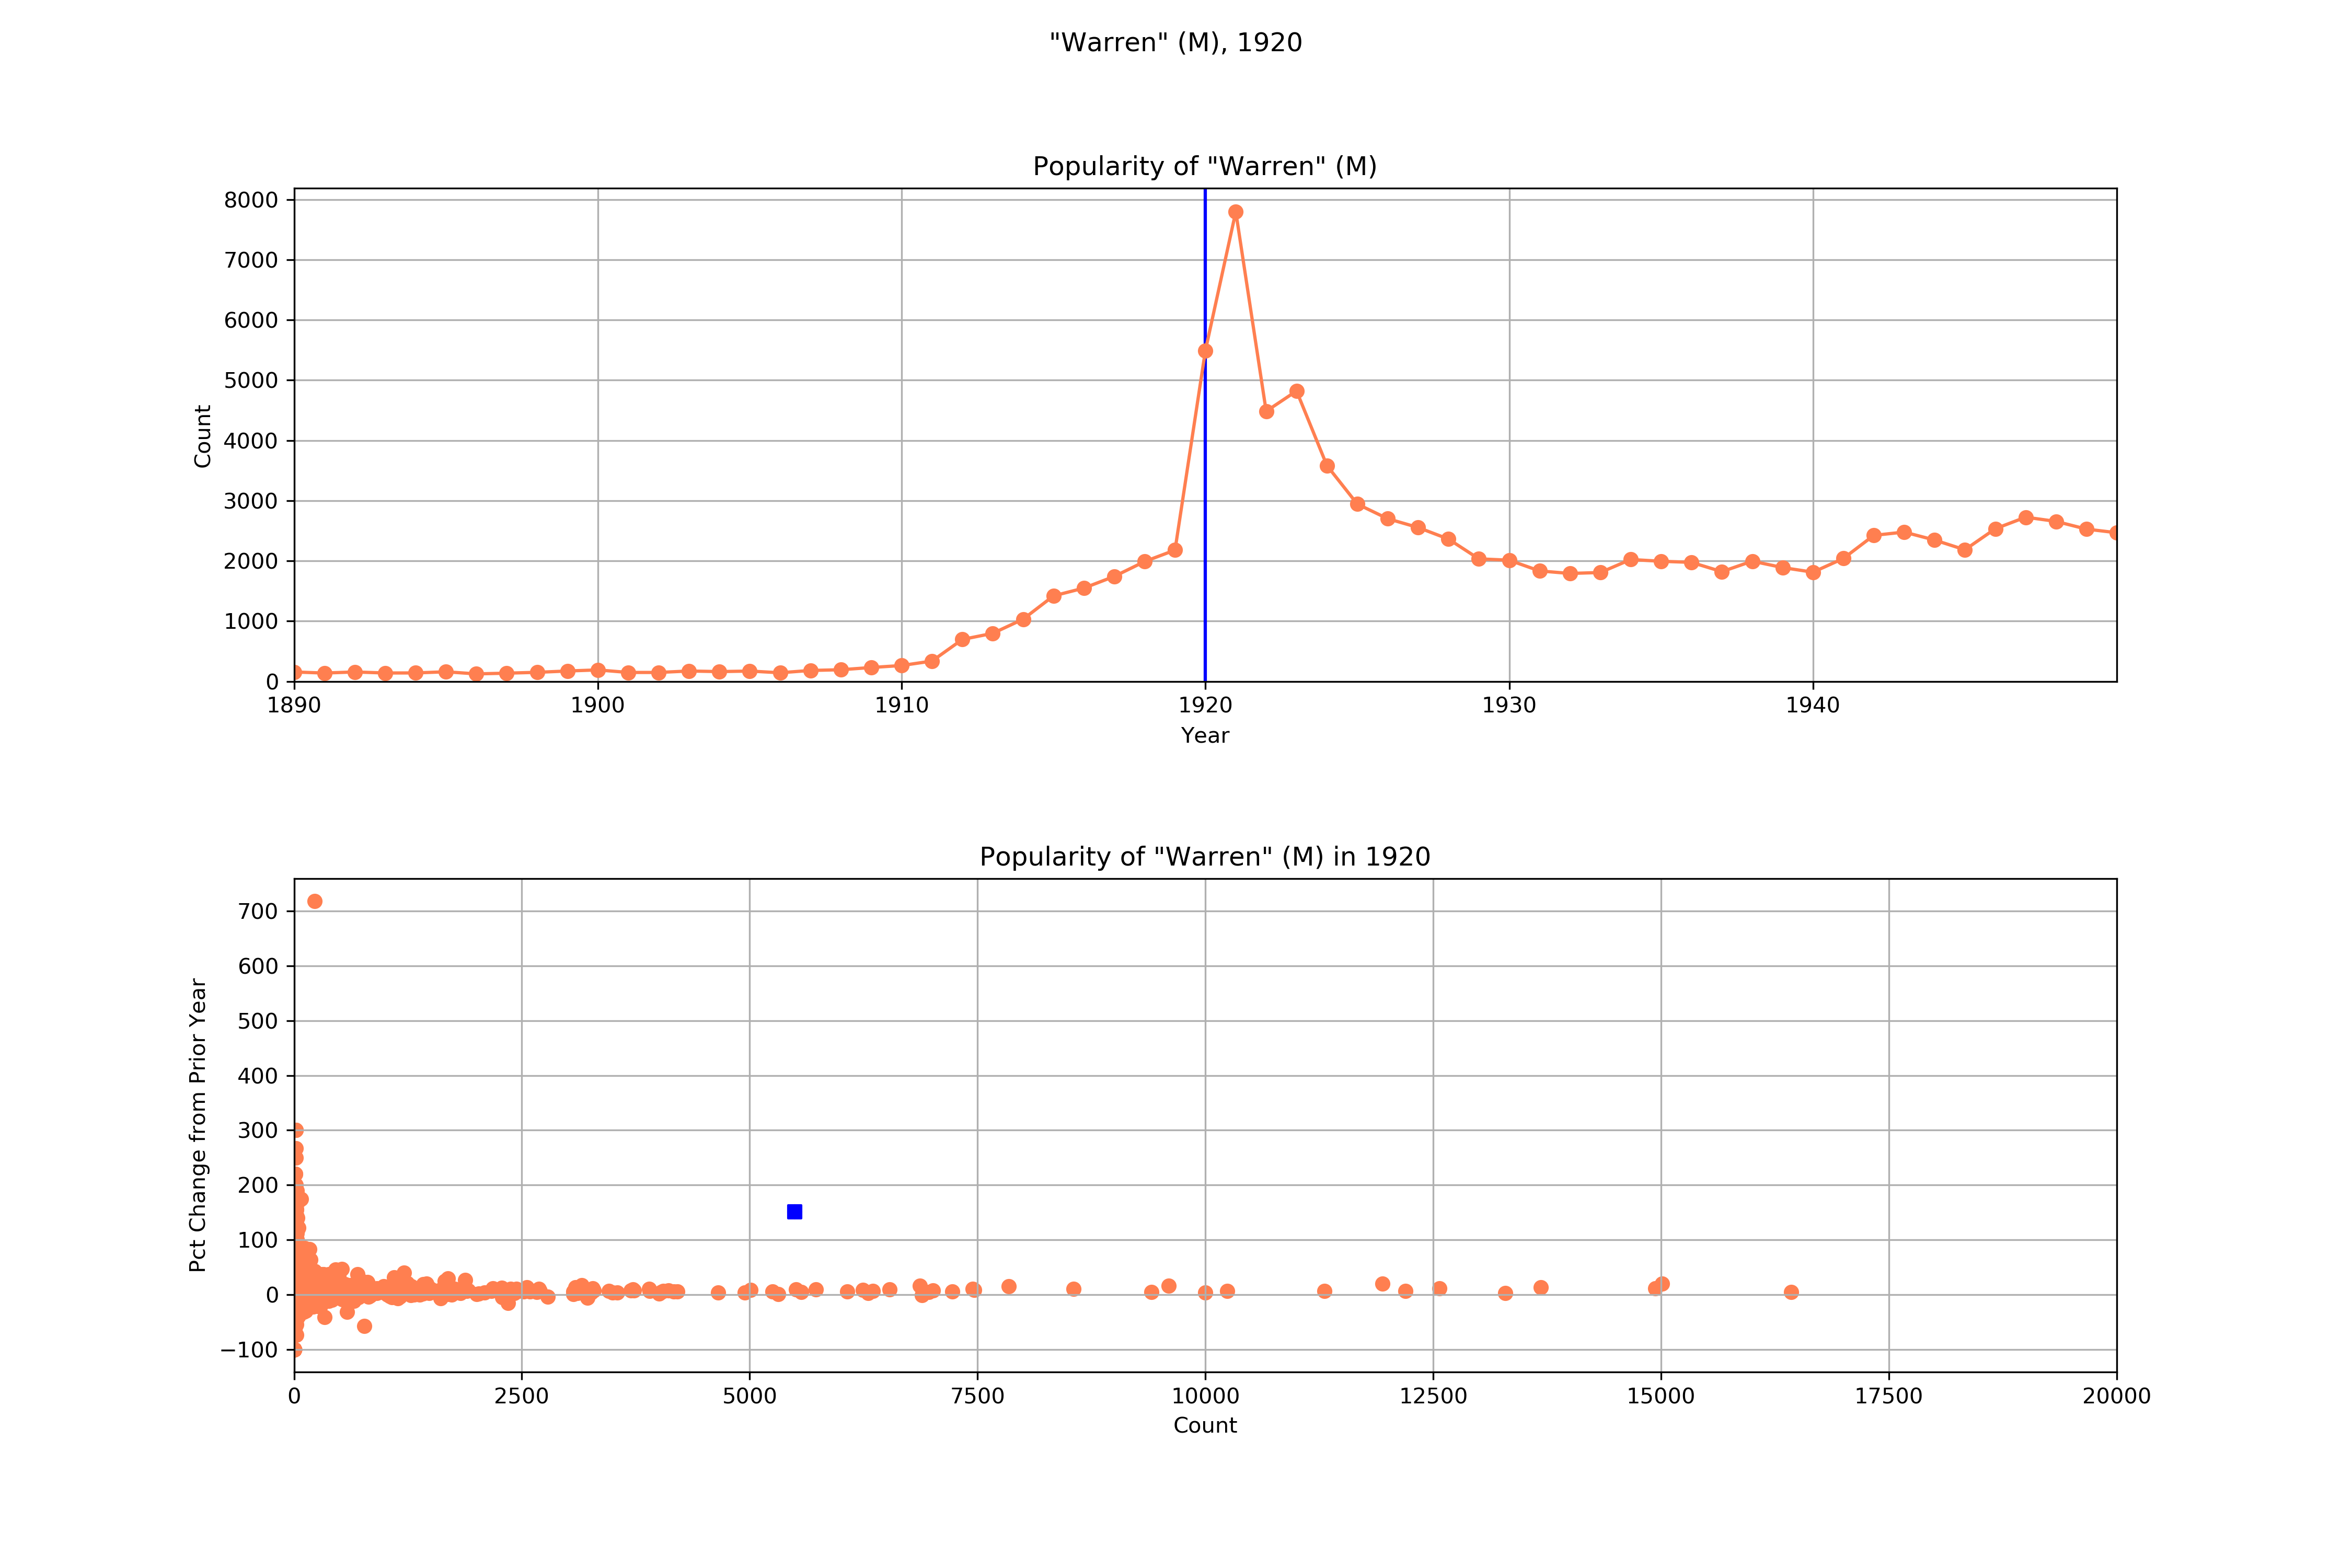 "Warren" (M), 1920
Popularity of "Warren" (M)
8000
7000
6000
5000
4000
3000
2000
1000
0
Count
1890 1900 1910 1920 1930 1940
Year
Popularity of "Warren" (M) in 1920
700
600
500
400
300
200
100
0
−100
Pct Change from Prior Year
0 2500 5000 7500 10000 12500 15000 17500 20000
Count